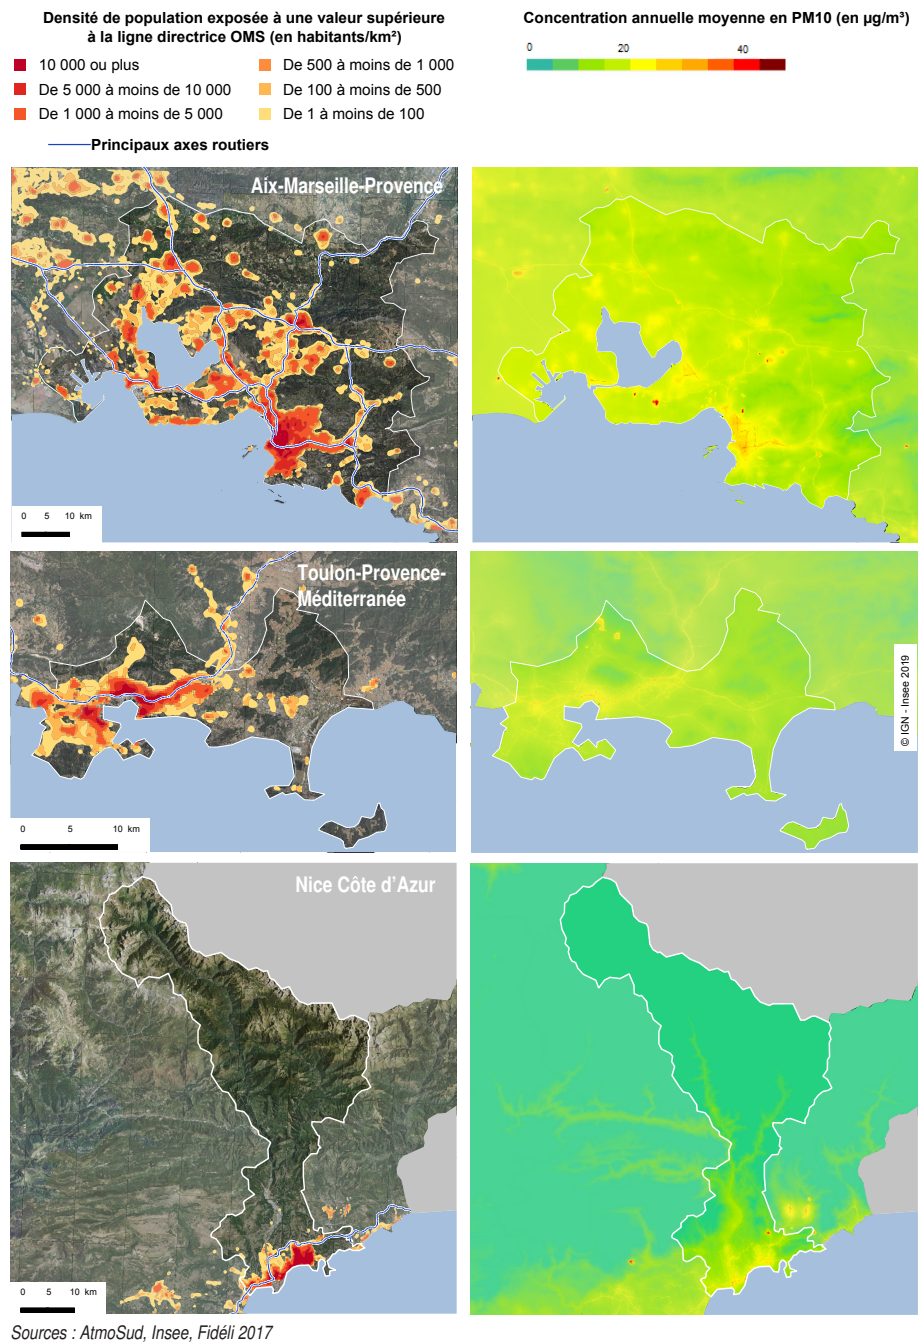 Densité de population exposée à une valeur supérieure
à la ligne directrice OMS (en habitants/km²)
10 000 ou plus
De 5 000 à moins de 10 000
De 1 000 à moins de 5 000
De 500 à moins de 1 000
De 100 à moins de 500
De 1 à moins de 100
Principaux axes routiers
Concentration annuelle moyenne en PM10 (en µg/m³)
0 20 40
Aix-Marseille-Provence
0 5 10 km
Toulon-Provence-
Méditerranée
0 5 10 km
© IGN - Insee 2019
Nice Côte d'Azur
0 5 10 km
Sources : AtmoSud, Insee, Fidéli 2017